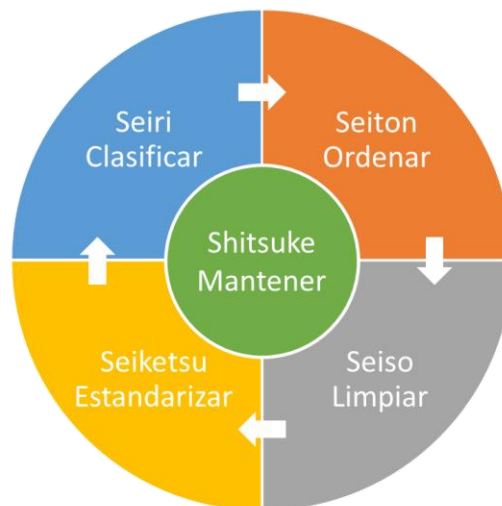 Seiri
Clasificar
Seiton
Ordenar
Shitsuke
Mantener
Seiketsu
Estandarizar
Seiso
Limpiar